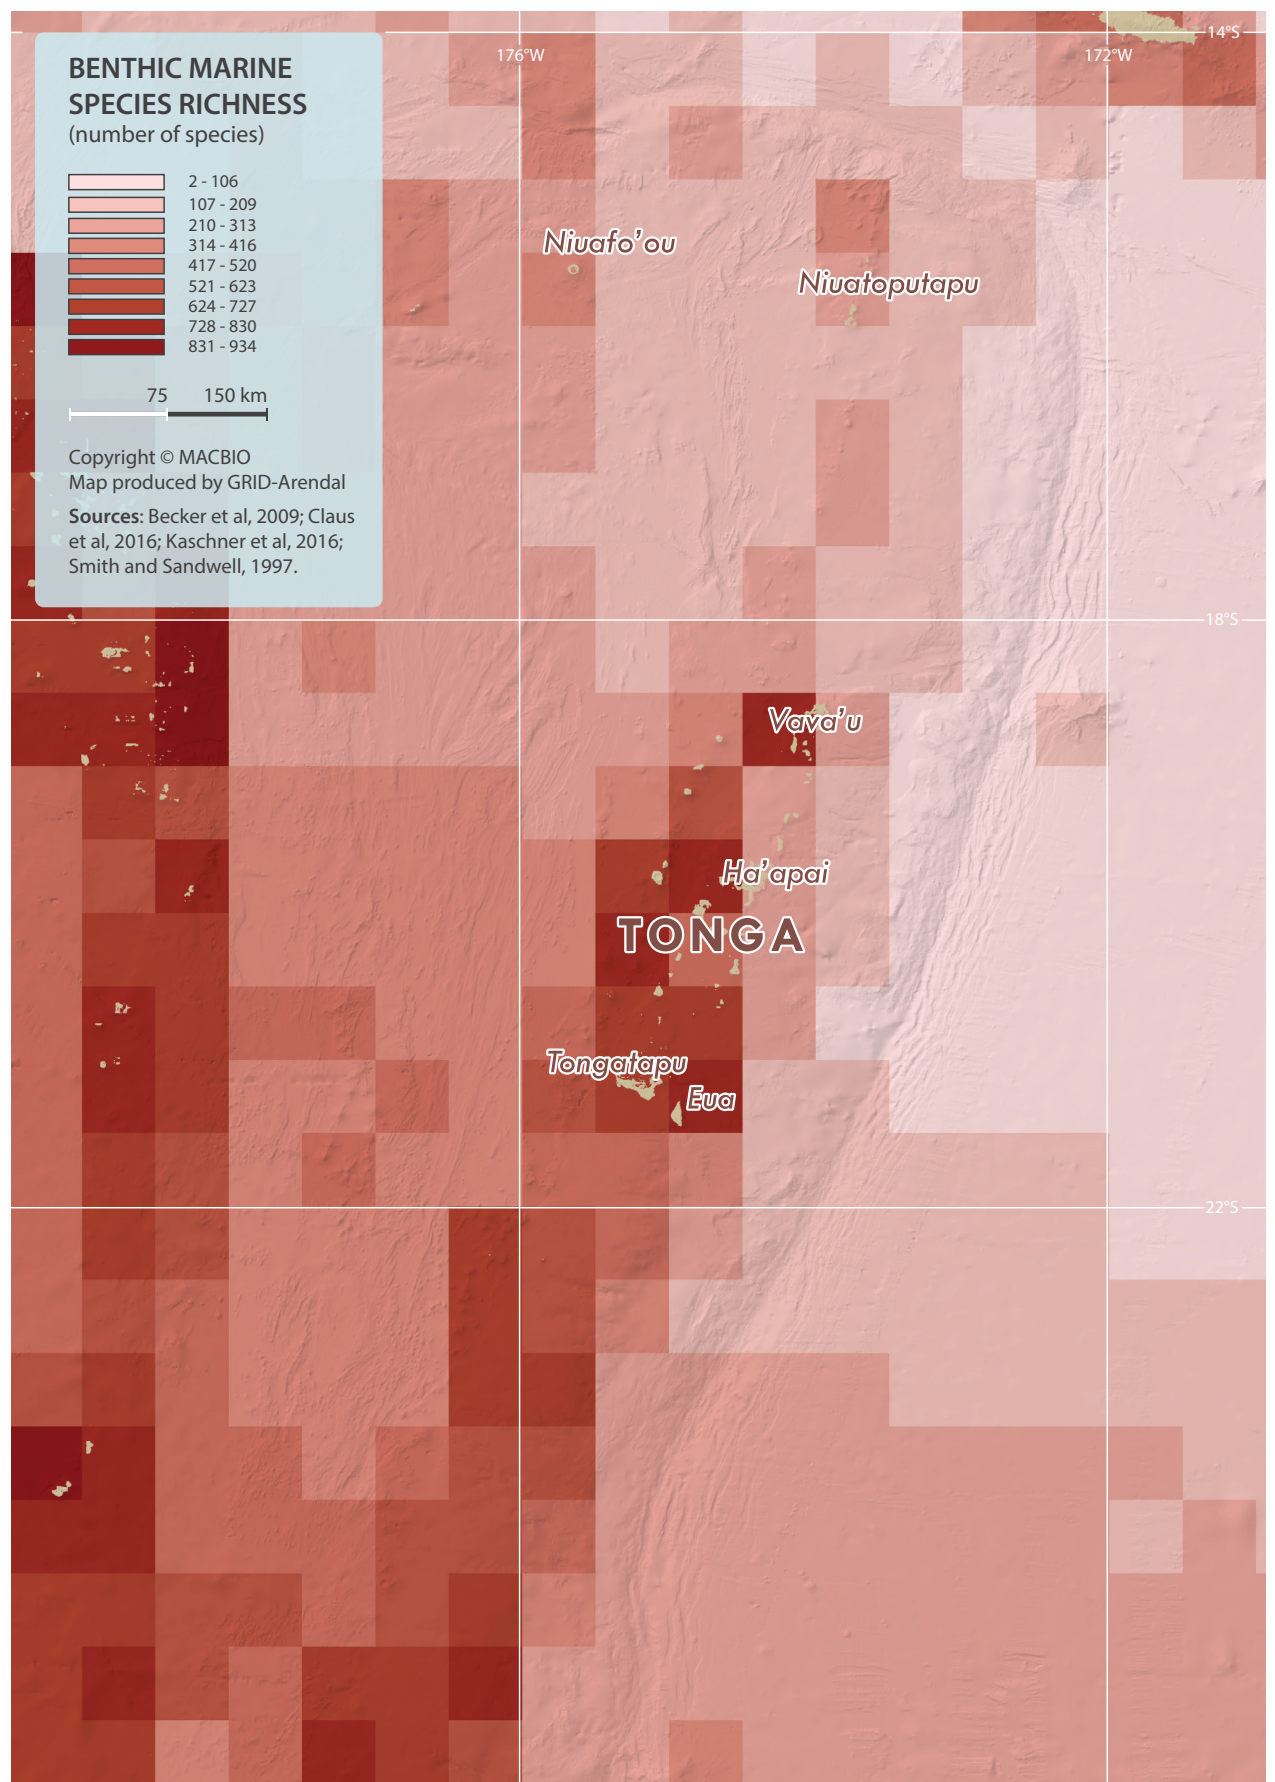 BENTHIC MARINE
SPECIES RICHNESS
(number of species)
2 - 106
107 - 209
210 - 313
314 - 416
417 - 520
521 - 623
624 - 727
728 - 830
831 - 934
75 150 km
Copyright © MACBIO
Map produced by GRID-Arendal
Sources: Becker et al, 2009; Claus
et al, 2016; Kaschner et al, 2016;
Smith and Sandwell, 1997.
14°S
176°W 172°W
Niuafo’ou
Niuatoputapu
18°S
Vava’u
Ha’apai
TONGA
Tongatapu
Eua
22°S